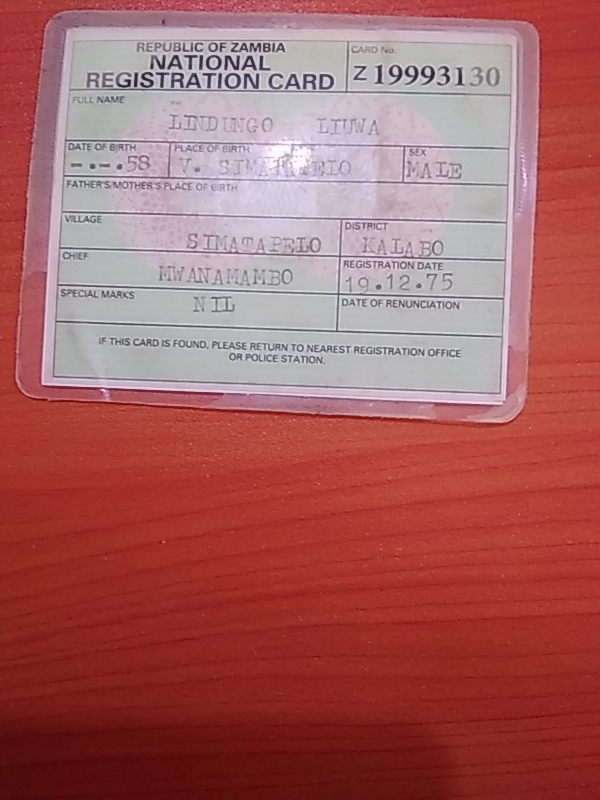 REPUBLIC OF ZAMBIA
NATIONAL
REGISTRATION CARD
CARD No.
Z 19993130
FULL NAME
LINDUNGO LIUWA
DATE OF BIRTH PLACE OF BIRTH SEX
-.-.58 V. SIMATAPELO MALE
FATHER'S/MOTHER'S PLACE OF BIRTH
VILLAGE DISTRICT
SIMATAPELO KALABO
CHIEF REGISTRATION DATE
MWANAMAMBO 19.12.75
SPECIAL MARKS DATE OF RENUNCIATION
NIL
IF THIS CARD IS FOUND, PLEASE RETURN TO NEAREST REGISTRATION OFFICE
OR POLICE STATION.